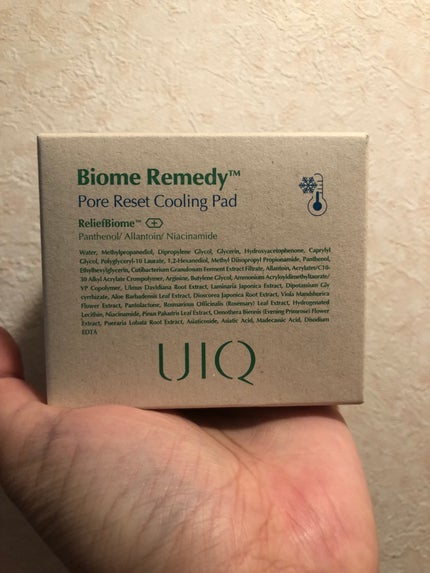 Biome Remedy™
Pore Reset Cooling Pad
ReliefBiome™
Panthenol/ Allantoin/ Niacinamide
Water, Methylpropanediol, Dipropylene Glycol, Glycerin, Hydroxyacetophenone, Caprylyl
Glycol, Polyglyceryl-10 Laurate, 1,2-Hexanediol, Methyl Diisopropyl Propionamide, Panthenol,
Ethylhexylglycerin, Cutibacterium Granulosum Ferment Extract Filtrate, Allantoin, Acrylates/C10-
30 Alkyl Acrylate Crosspolymer, Arginine, Butylene Glycol, Ammonium Acryloyldimethyltaurate/
VP Copolymer, Ulmus Davidiana Root Extract, Laminaria Japonica Extract, Dipotassium Gly
cyrrhizate, Aloe Barbadensis Leaf Extract, Dioscorea Japonica Root Extract, Viola Mandshurica
Flower Extract, Pantolactone, Rosmarinus Officinalis (Rosemary) Leaf Extract, Hydrogenated
Lecithin, Niacinamide, Pinus Palustris Leaf Extract, Oenothera Biennis (Evening Primrose) Flower
Extract, Pueraria Lobata Root Extract, Asiaticoside, Asiatic Acid, Madecassic Acid, Disodium
EDTA
UIQ